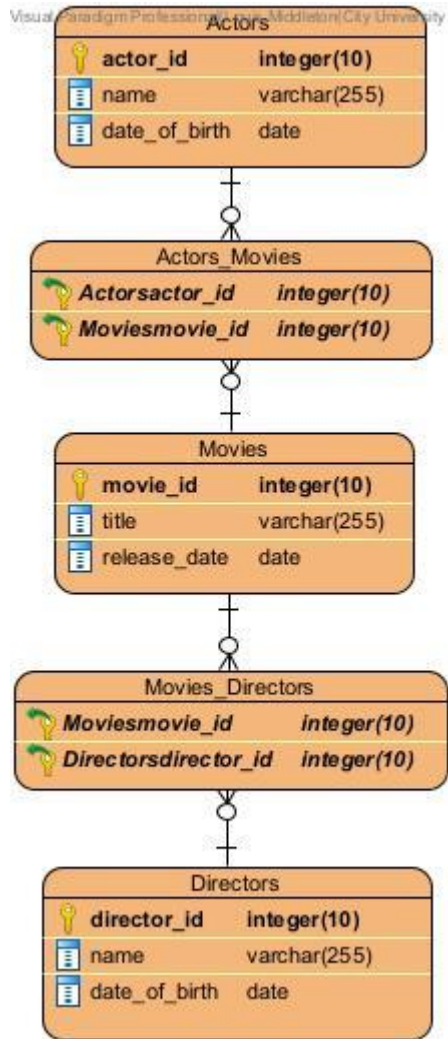 Visual Paradigm Professional Middleton(City University
Actors
actor_id integer(10)
name varchar(255)
date_of_birth date
Actors_Movies
Actorsactor_id integer(10)
Moviesmovie_id integer(10)
Movies
movie_id integer(10)
title varchar(255)
release_date date
Movies_Directors
Moviesmovie_id integer(10)
Directorsdirector_id integer(10)
Directors
director_id integer(10)
name varchar(255)
date_of_birth date